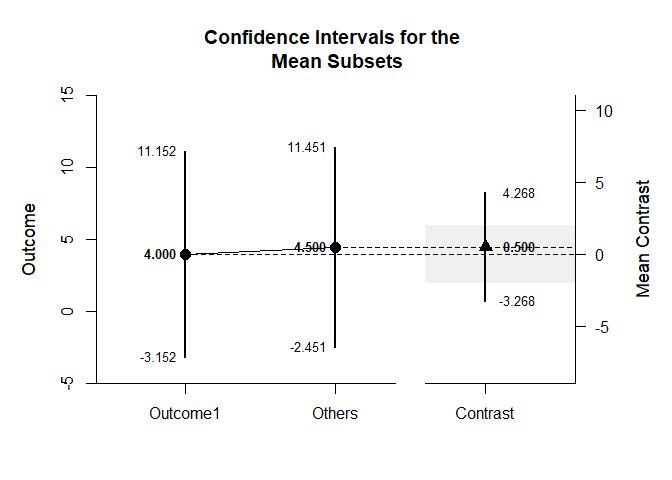 Confidence Intervals for the
Mean Subsets
Outcome
15
10
5
0
-5
11.152
4.000
-3.152
11.451
4.500
-2.451
4.268
0.500
-3.268
10
5
0
-5
Mean Contrast
Outcome1
Others
Contrast